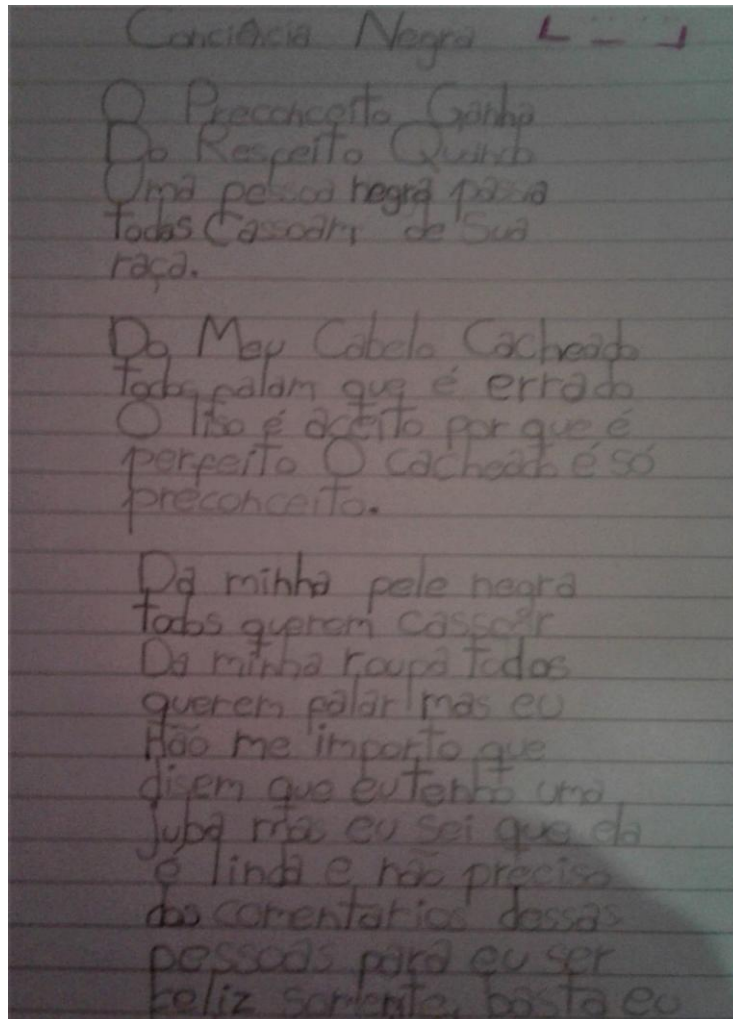 Conciência Negra
O Preconceito Ganha
Do Respeito Quando
Uma pessoa negra passa
todas Cassoam de Sua
raça.
Do Meu Cabelo Cacheado
todos falam que é errado
O liso é aceito por que é
perfeito O cacheado é só
preconceito.
Da minha pele negra
todos querem cassoar
Da minha roupa todos
querem falar mas eu
Não me importo que
disem que eu tenho uma
juba mas eu sei que ela
é linda e não preciso
dos comentarios dessas
pessoas para eu ser
feliz somente, basta eu